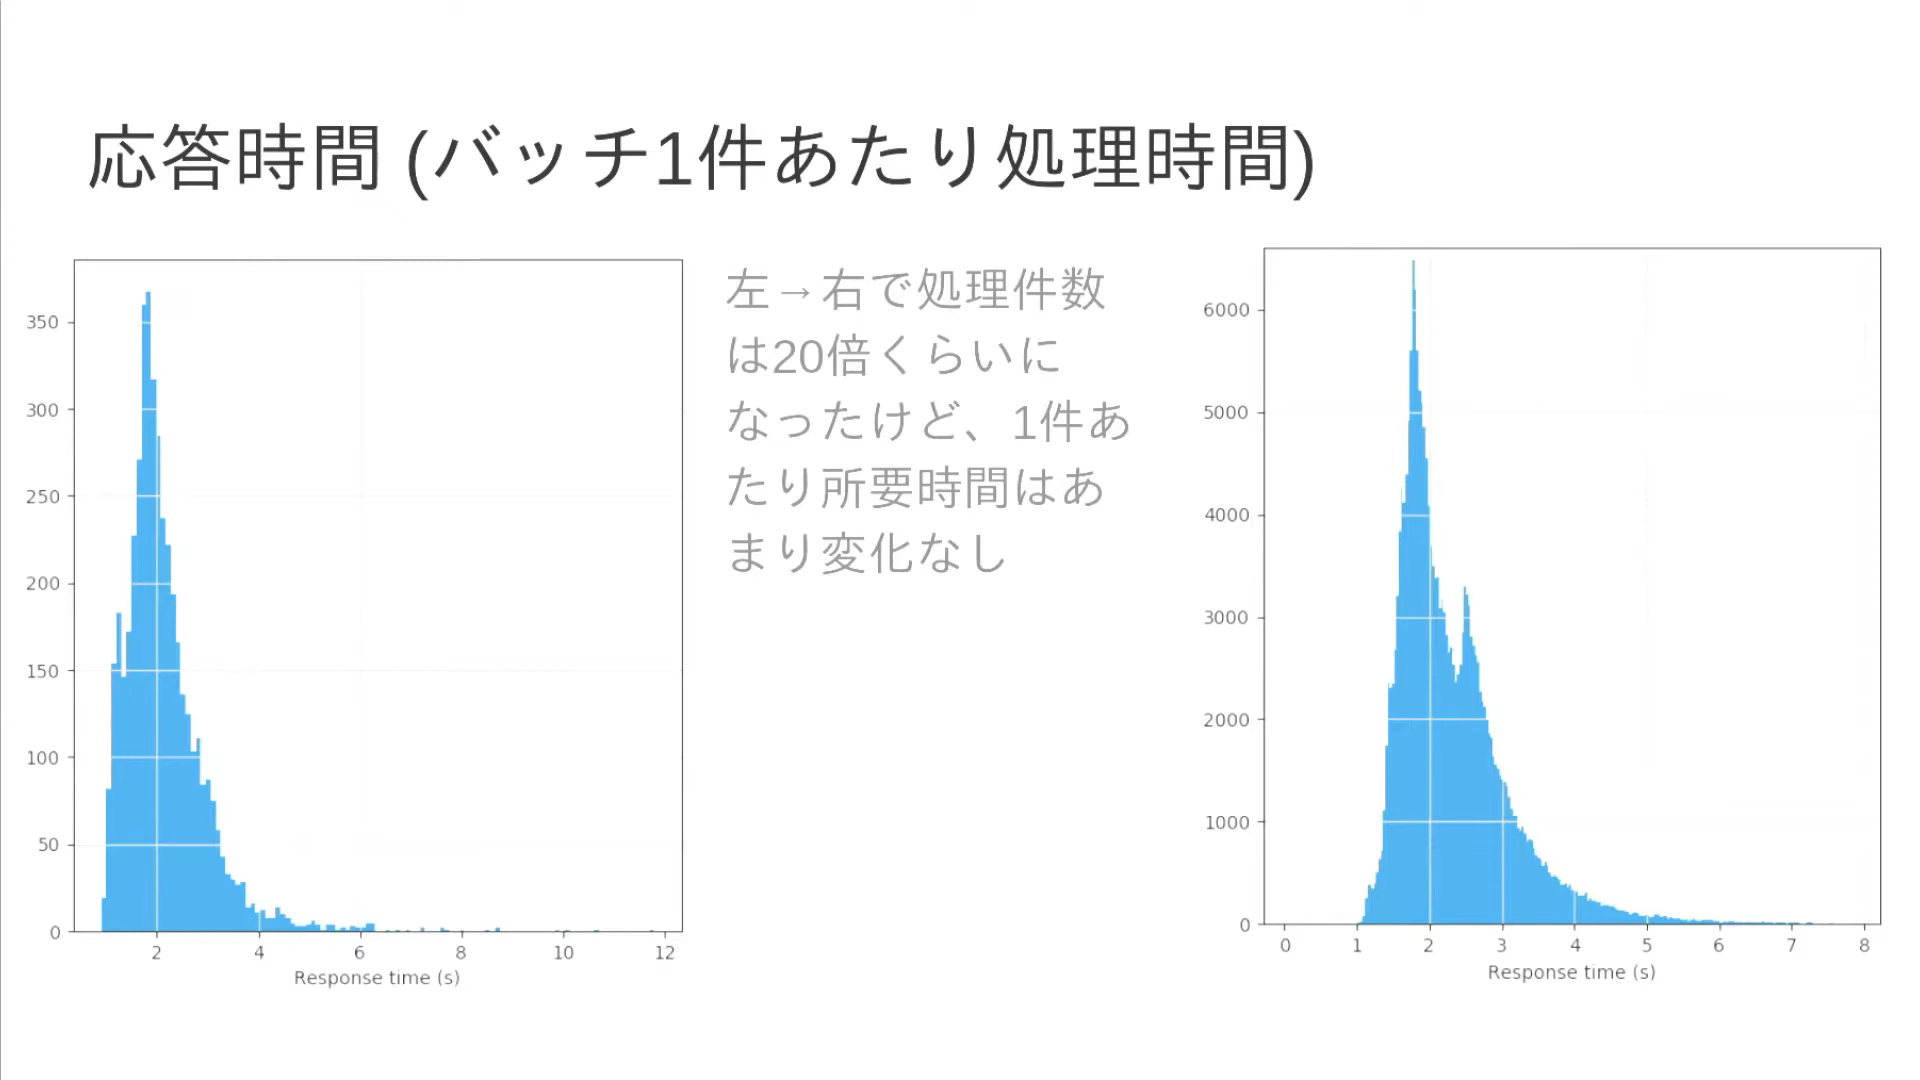 応答時間 (バッチ1件あたり処理時間)
350
300
250
200
150
100
50
0
2 4 6 8 10 12
Response time (s)
左→右で処理件数
は20倍くらいに
なったけど、1件あ
たり所要時間はあ
まり変化なし
6000
5000
4000
3000
2000
1000
0
0 1 2 3 4 5 6 7 8
Response time (s)